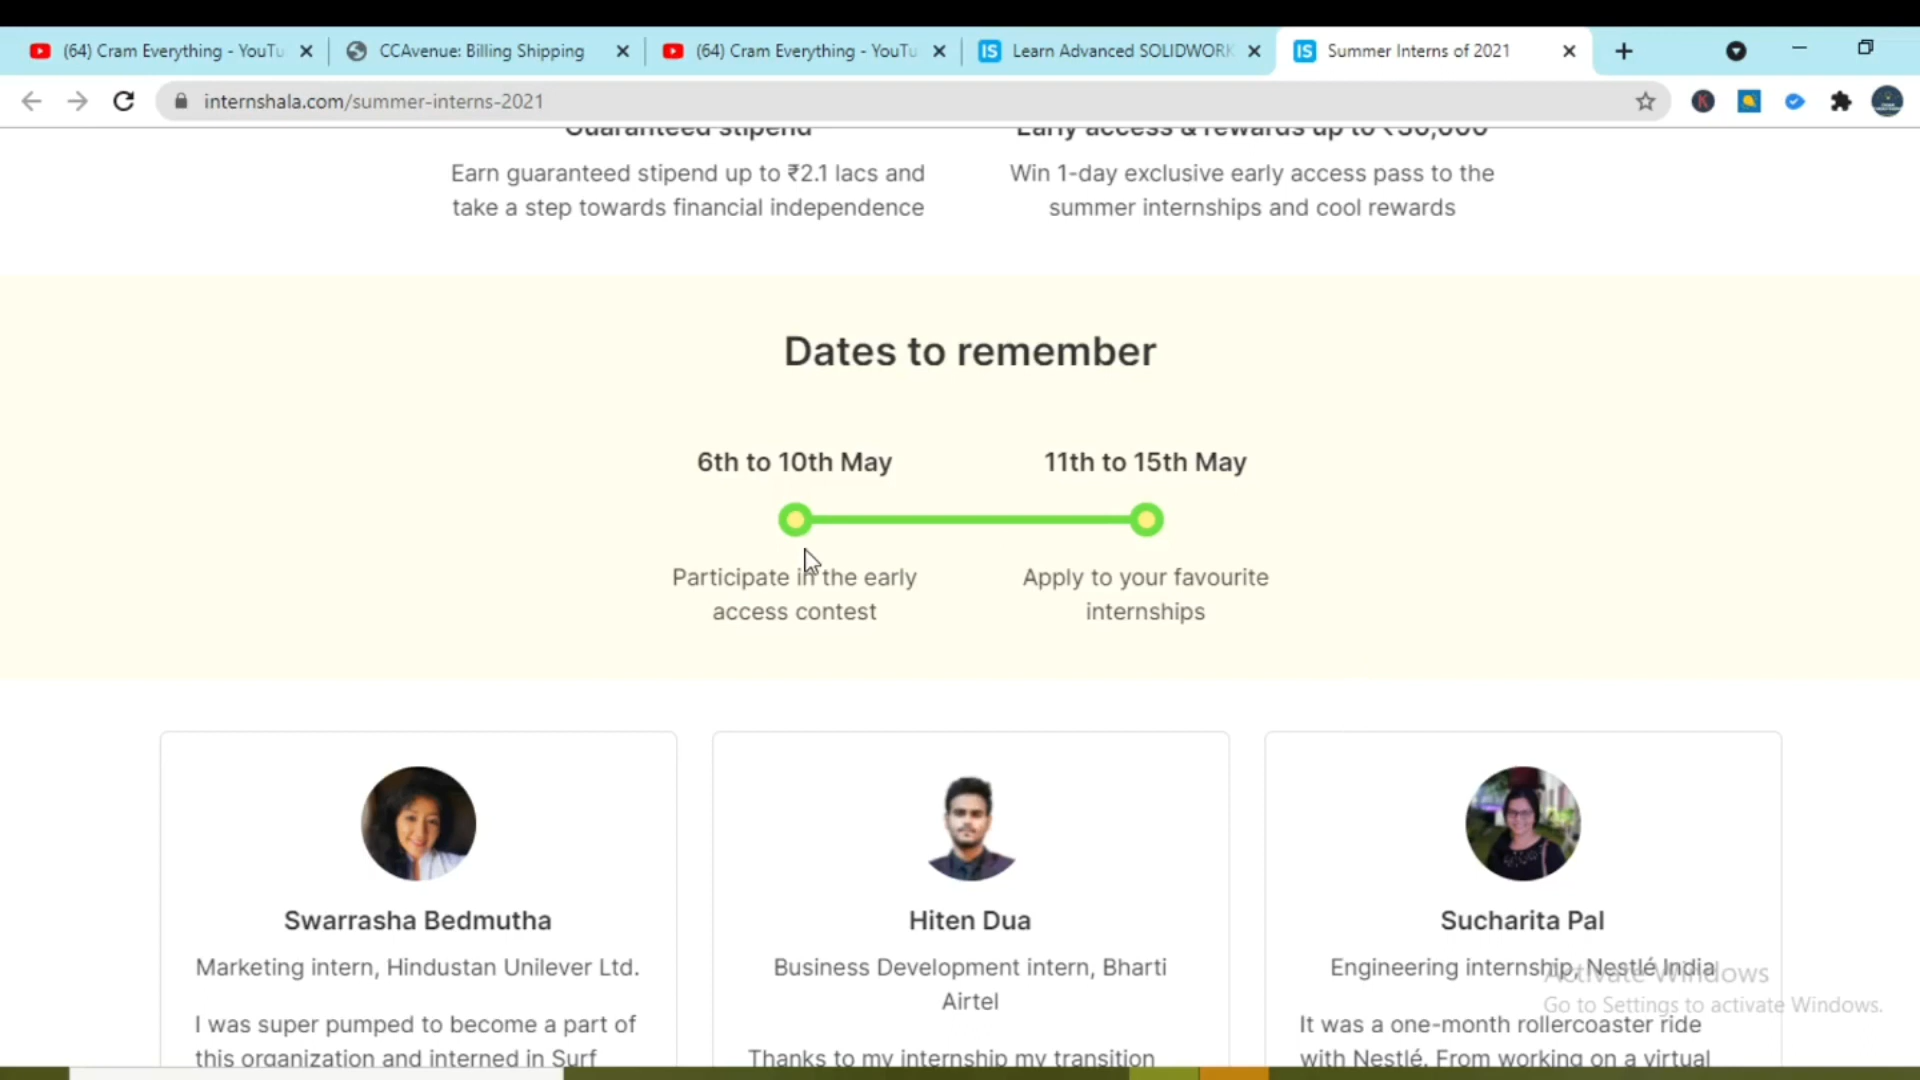 (64) Cram Everything - YouTu
CCAvenue: Billing Shipping
(64) Cram Everything - YouTu
Learn Advanced SOLIDWORK
Summer Interns of 2021
internshala.com/summer-interns-2021
Guaranteed stipend
Early access & rewards up to ₹30,000
Earn guaranteed stipend up to ₹2.1 lacs and
take a step towards financial independence
Win 1-day exclusive early access pass to the
summer internships and cool rewards
Dates to remember
6th to 10th May
11th to 15th May
Participate in the early
access contest
Apply to your favourite
internships
Swarrasha Bedmutha
Marketing intern, Hindustan Unilever Ltd.
I was super pumped to become a part of
this organization and interned in Surf
Hiten Dua
Business Development intern, Bharti
Airtel
Thanks to my internship my transition
Sucharita Pal
Engineering internship, Nestlé India
It was a one-month rollercoaster ride
with Nestlé. From working on a virtual
Activate Windows
Go to Settings to activate Windows.